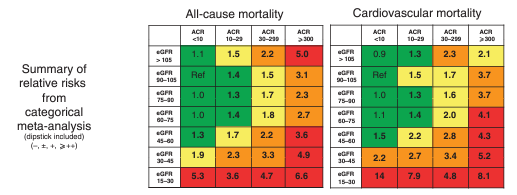 All-cause mortality
ACR <10 ACR 10–29 ACR 30–299 ACR ≥300
eGFR > 105 1.1 1.5 2.2 5.0
eGFR 90–105 Ref 1.4 1.5 3.1
eGFR 75–90 1.0 1.3 1.7 2.3
eGFR 60–75 1.0 1.4 1.8 2.7
eGFR 45–60 1.3 1.7 2.2 3.6
eGFR 30–45 1.9 2.3 3.3 4.9
eGFR 15–30 5.3 3.6 4.7 6.6
Cardiovascular mortality
ACR <10 ACR 10–29 ACR 30–299 ACR ≥300
eGFR > 105 0.9 1.3 2.3 2.1
eGFR 90–105 Ref 1.5 1.7 3.7
eGFR 75–90 1.0 1.3 1.6 3.7
eGFR 60–75 1.1 1.4 2.0 4.1
eGFR 45–60 1.5 2.2 2.8 4.3
eGFR 30–45 2.2 2.7 3.4 5.2
eGFR 15–30 14 7.9 4.8 8.1
Summary of
relative risks
from
categorical
meta-analysis
(dipstick included)
(−, ±, +, ≥++)